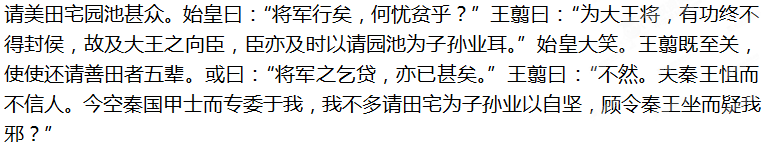 请美田宅园池甚众。始皇曰：“将军行矣，何忧贫乎？”王翦曰：“为大王将，有功终不
得封侯，故及大王之向臣，臣亦及时以请园池为子孙业耳。”始皇大笑。王翦既至关，
使使还请善田者五辈。或曰：“将军之乞贷，亦已甚矣。”王翦曰：“不然。夫秦王怚而
不信人。今空秦国甲士而专委于我，我不多请田宅为子孙业以自坚，顾令秦王坐而疑我
邪？”